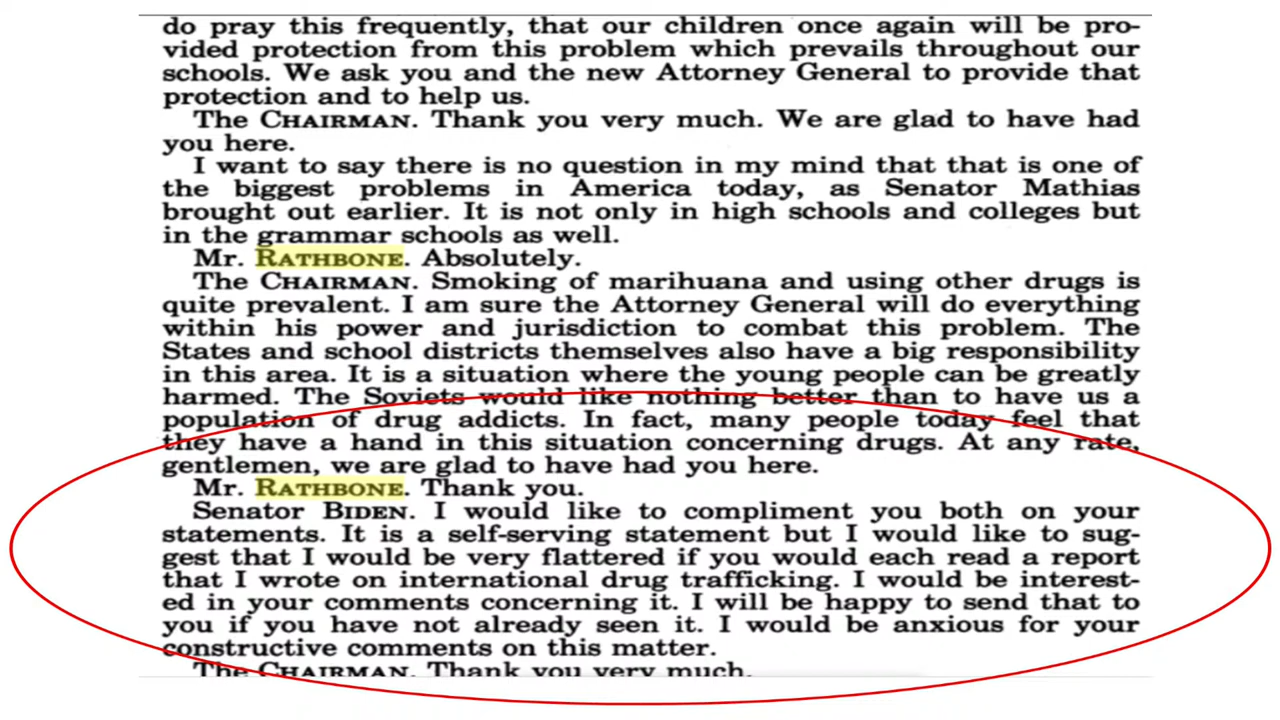 do pray this frequently, that our children once again will be pro-
vided protection from this problem which prevails throughout our
schools. We ask you and the new Attorney General to provide that
protection and to help us.
The CHAIRMAN. Thank you very much. We are glad to have had
you here.
I want to say there is no question in my mind that that is one of
the biggest problems in America today, as Senator Mathias
brought out earlier. It is not only in high schools and colleges but
in the grammar schools as well.
Mr. RATHBONE. Absolutely.
The CHAIRMAN. Smoking of marihuana and using other drugs is
quite prevalent. I am sure the Attorney General will do everything
within his power and jurisdiction to combat this problem. The
States and school districts themselves also have a big responsibility
in this area. It is a situation where the young people can be greatly
harmed. The Soviets would like nothing better than to have us a
population of drug addicts. In fact, many people today feel that
they have a hand in this situation concerning drugs. At any rate,
gentlemen, we are glad to have had you here.
Mr. RATHBONE. Thank you.
Senator BIDEN. I would like to compliment you both on your
statements. It is a self-serving statement but I would like to sug-
gest that I would be very flattered if you would each read a report
that I wrote on international drug trafficking. I would be interest-
ed in your comments concerning it. I will be happy to send that to
you if you have not already seen it. I would be anxious for your
constructive comments on this matter.
The CHAIRMAN. Thank you very much.